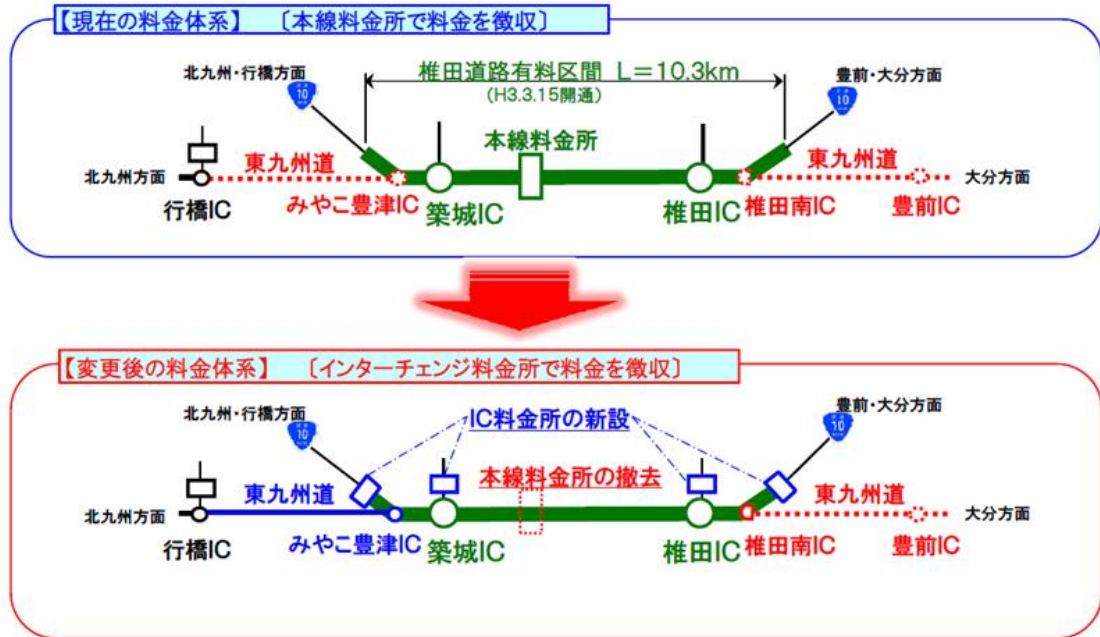 【現在の料金体系】 〔本線料金所で料金を徴収〕
北九州・行橋方面
椎田道路有料区間 L=10.3km
(H3.3.15開通)
豊前・大分方面
10
10
本線料金所
北九州方面
東九州道
東九州道
大分方面
行橋IC
みやこ豊津IC
築城IC
椎田IC
椎田南IC
豊前IC
【変更後の料金体系】 〔インターチェンジ料金所で料金を徴収〕
北九州・行橋方面
豊前・大分方面
10
10
IC料金所の新設
本線料金所の撤去
北九州方面
東九州道
東九州道
大分方面
行橋IC
みやこ豊津IC
築城IC
椎田IC
椎田南IC
豊前IC